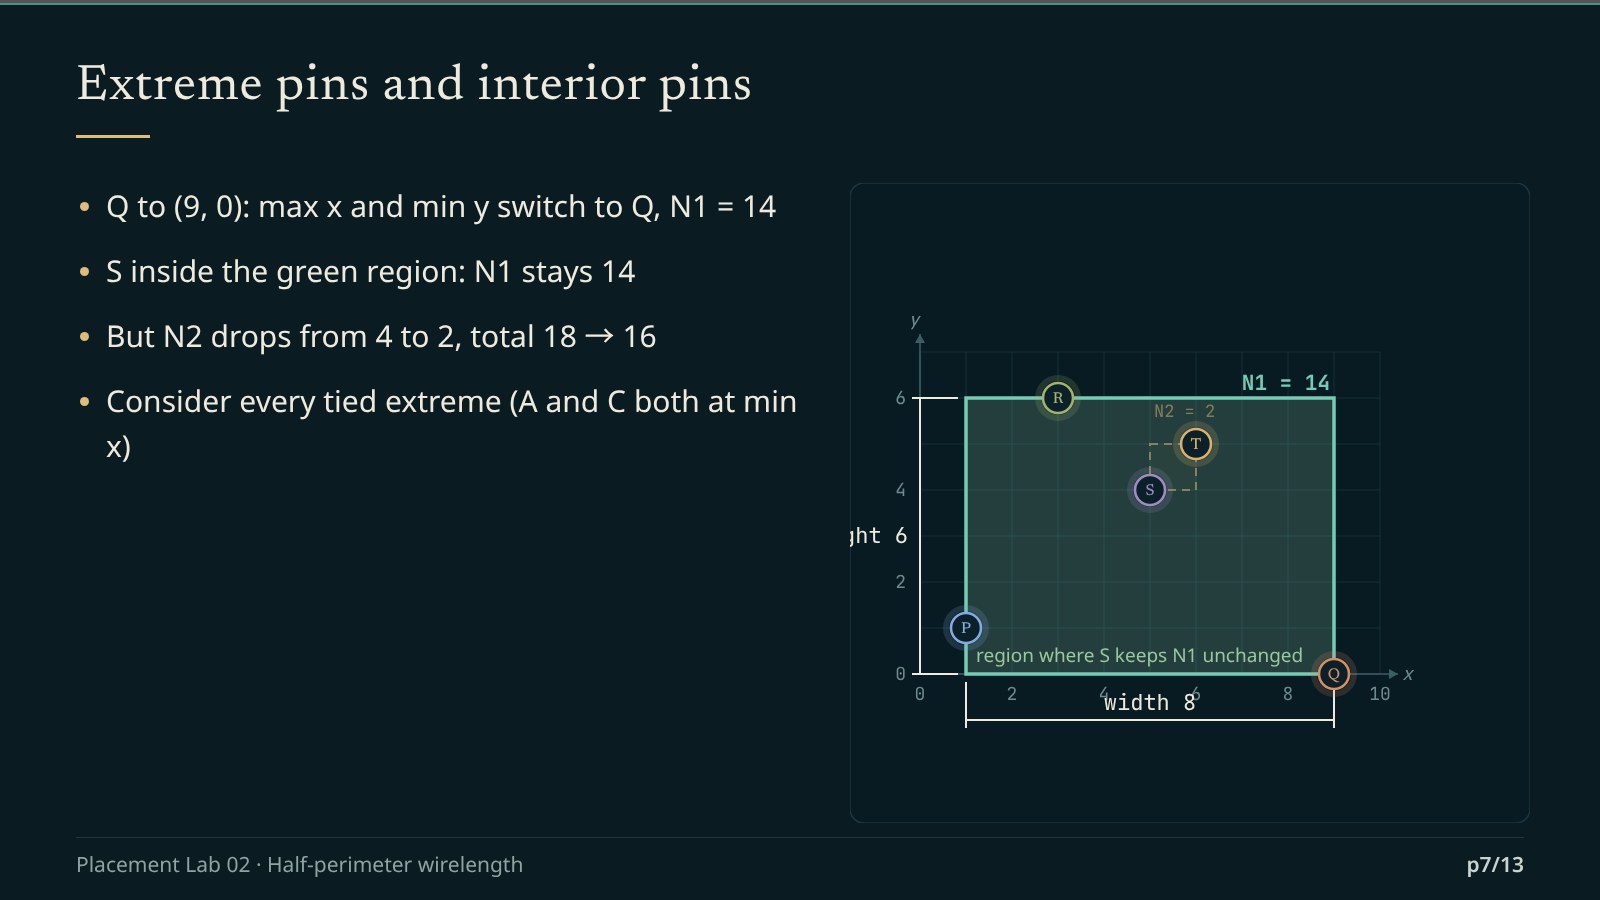 Extreme pins and interior pins
• Q to (9, 0): max x and min y switch to Q, N1 = 14
• S inside the green region: N1 stays 14
• But N2 drops from 4 to 2, total 18 → 16
• Consider every tied extreme (A and C both at min
x)
y
N1 = 14
6
R
N2 = 2
T
4
S
6
2
P
region where S keeps N1 unchanged
0
Q
x
0 2 4 6 8 10
width 8
Placement Lab 02 · Half-perimeter wirelength
p7/13